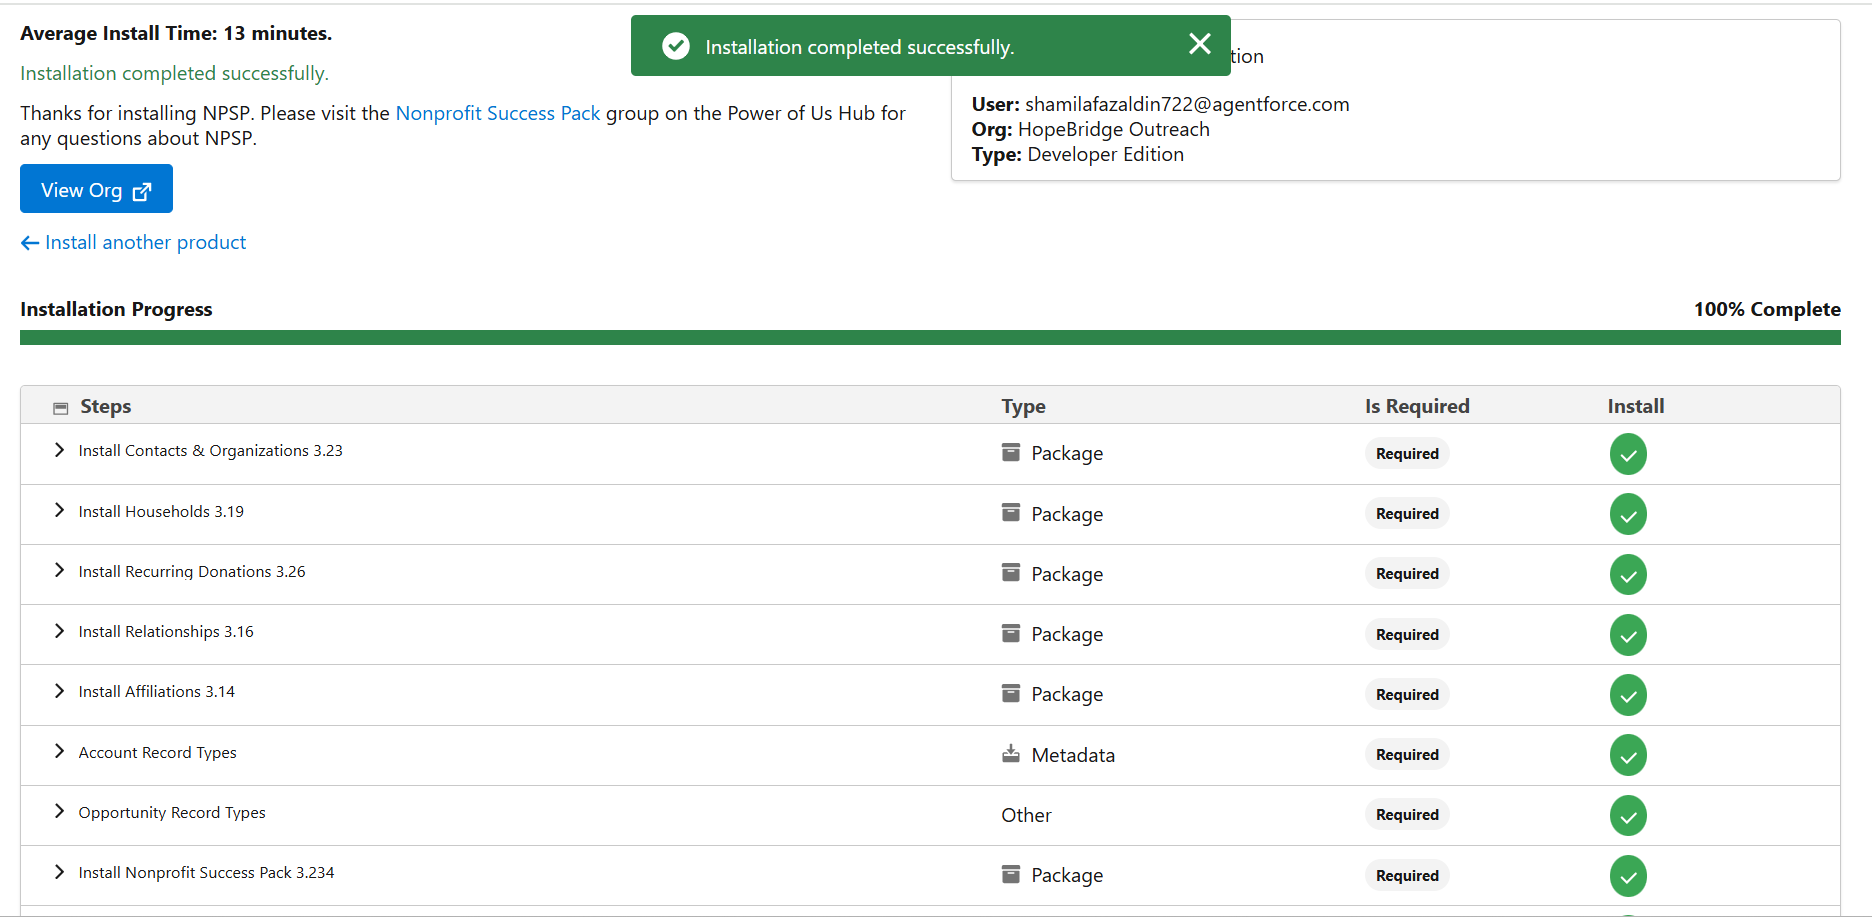 Average Install Time: 13 minutes.
Installation completed successfully.
Thanks for installing NPSP. Please visit the Nonprofit Success Pack group on the Power of Us Hub for
any questions about NPSP.
View Org
Install another product
Installation completed successfully.
tion
User: shamilafazaldin722@agentforce.com
Org: HopeBridge Outreach
Type: Developer Edition
Installation Progress
100% Complete
Steps Type Is Required Install
Install Contacts & Organizations 3.23 Package Required
Install Households 3.19 Package Required
Install Recurring Donations 3.26 Package Required
Install Relationships 3.16 Package Required
Install Affiliations 3.14 Package Required
Account Record Types Metadata Required
Opportunity Record Types Other Required
Install Nonprofit Success Pack 3.234 Package Required